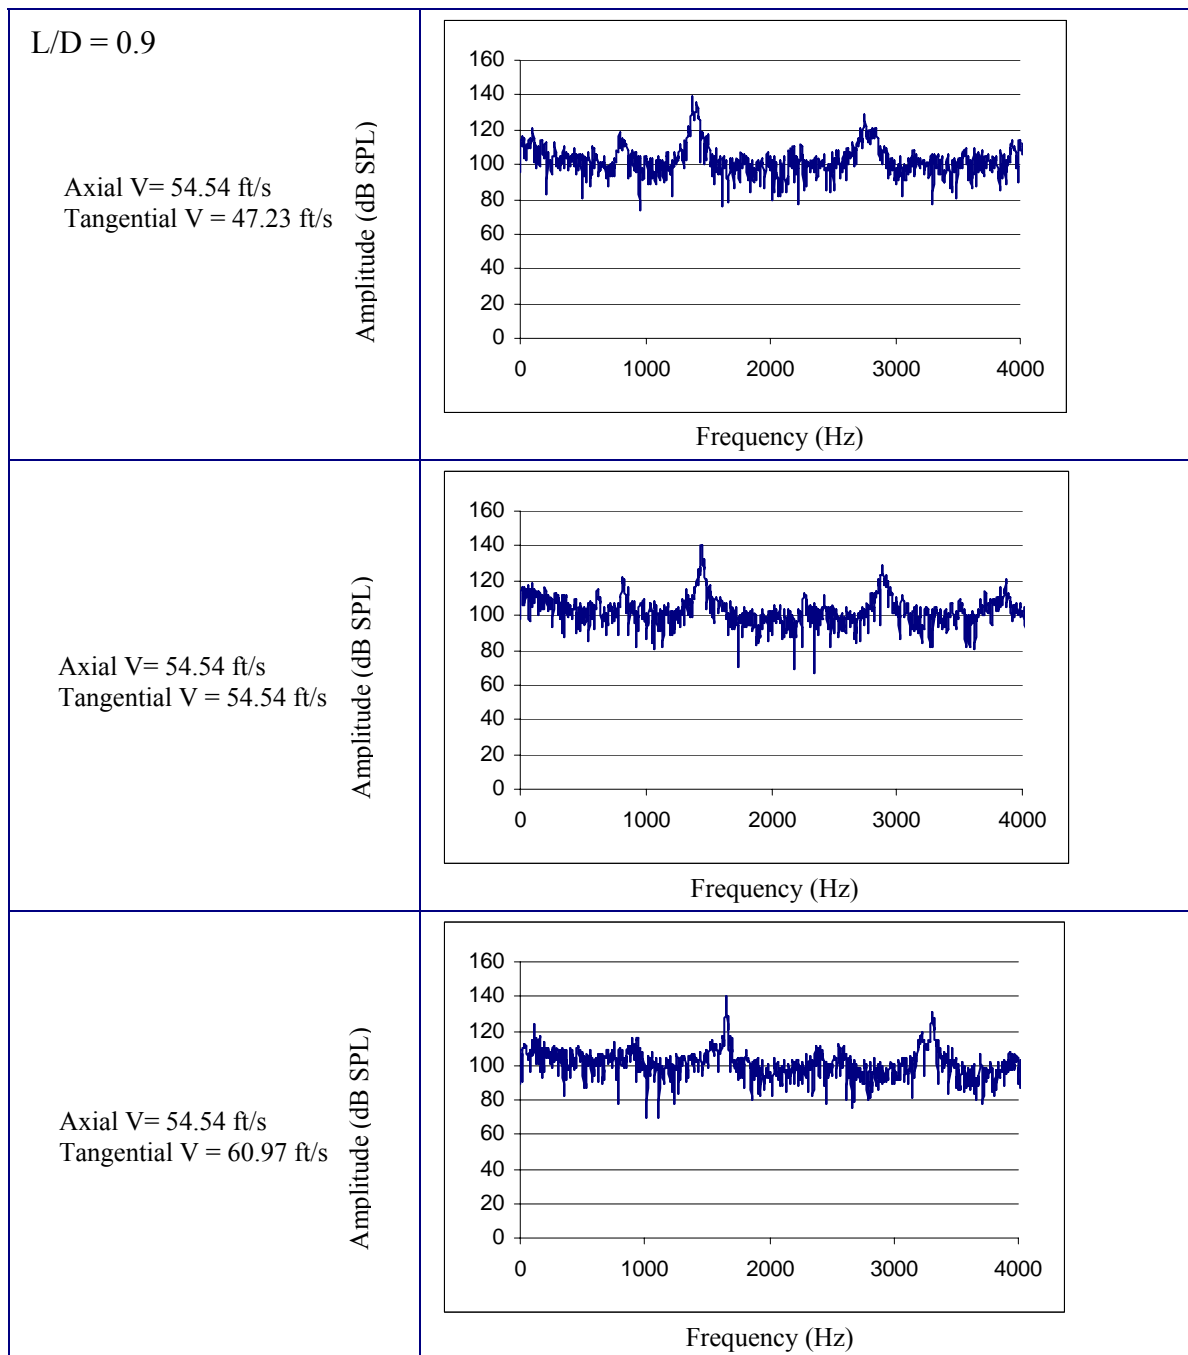 L/D = 0.9
Axial V= 54.54 ft/s
Tangential V = 47.23 ft/s
Amplitude (dB SPL)
160
140
120
100
80
60
40
20
0
0 1000 2000 3000 4000
Frequency (Hz)
Axial V= 54.54 ft/s
Tangential V = 54.54 ft/s
Amplitude (dB SPL)
160
140
120
100
80
60
40
20
0
0 1000 2000 3000 4000
Frequency (Hz)
Axial V= 54.54 ft/s
Tangential V = 60.97 ft/s
Amplitude (dB SPL)
160
140
120
100
80
60
40
20
0
0 1000 2000 3000 4000
Frequency (Hz)